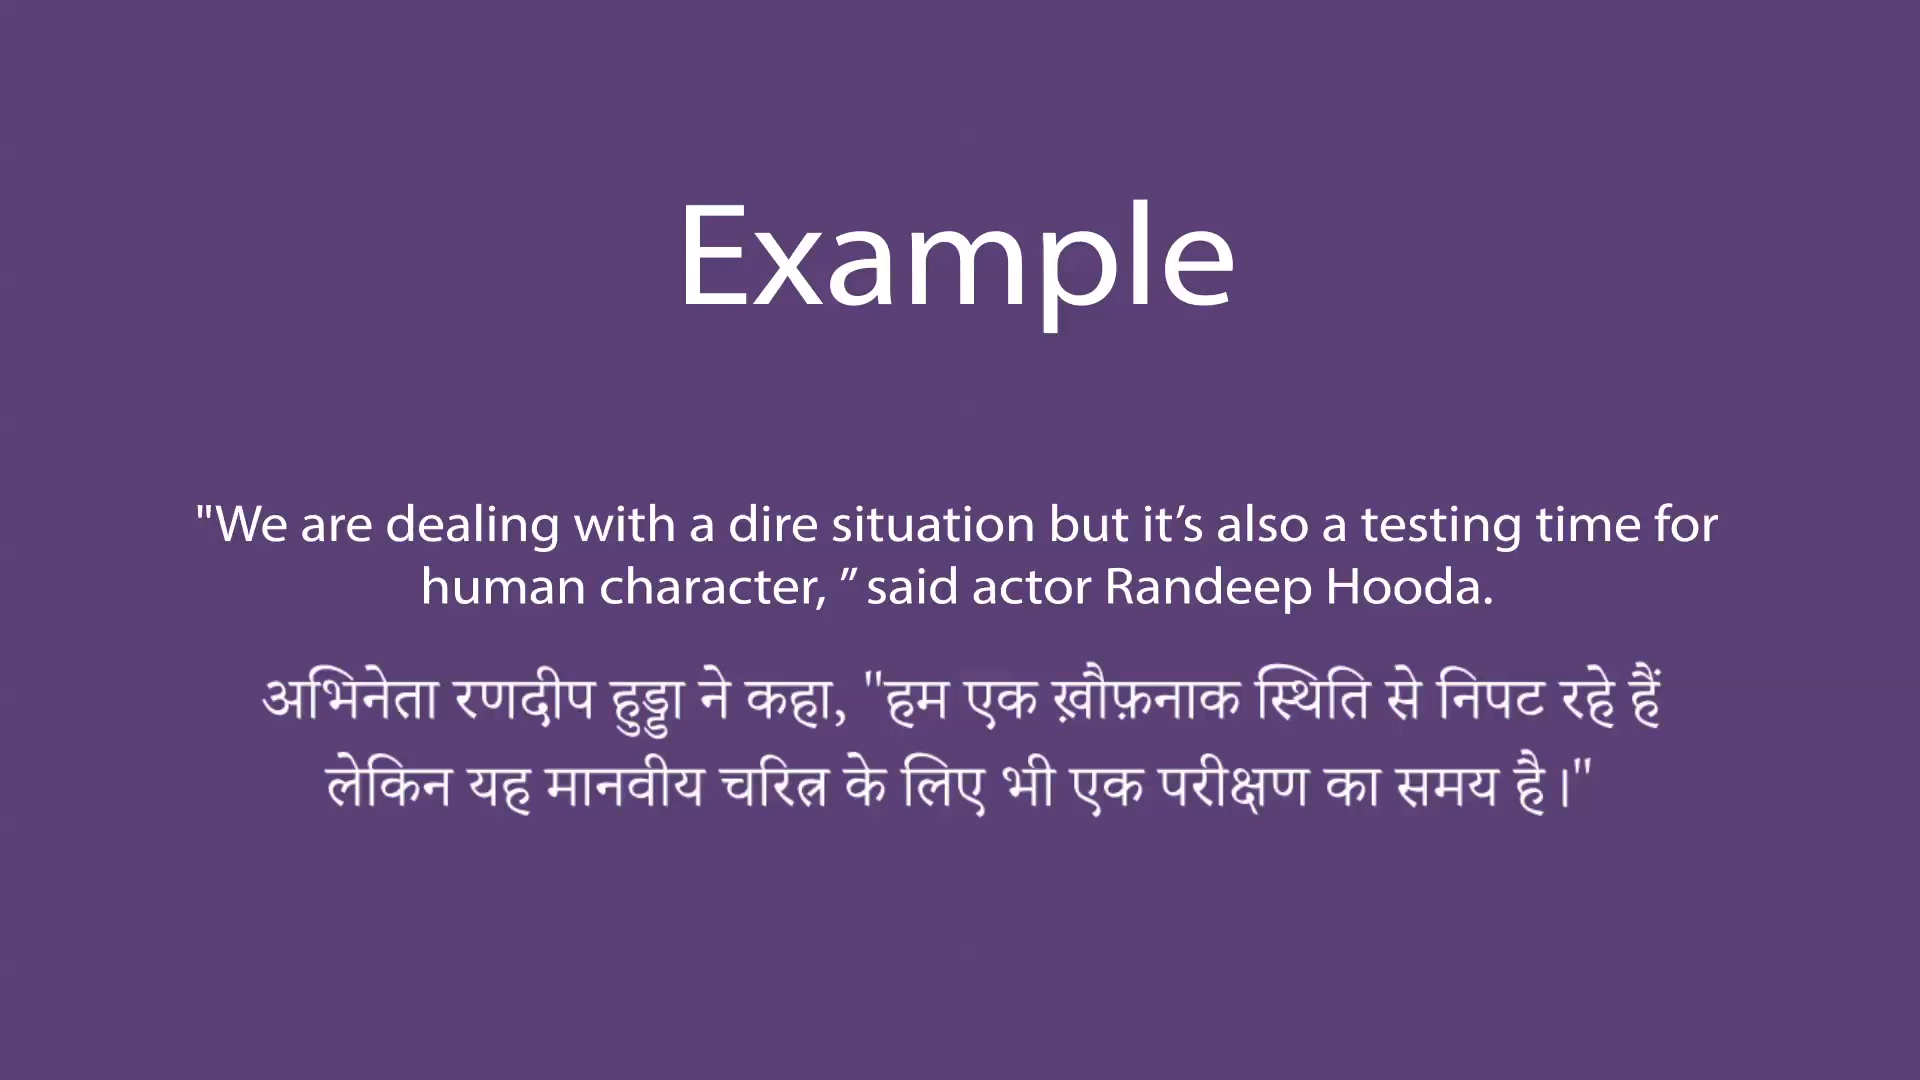 Example
"We are dealing with a dire situation but it’s also a testing time for
human character, ” said actor Randeep Hooda.
अभिनेता रणदीप हुड्डा ने कहा, "हम एक ख़ौफ़नाक स्थिति से निपट रहे हैं
लेकिन यह मानवीय चरित्र के लिए भी एक परीक्षण का समय है।"